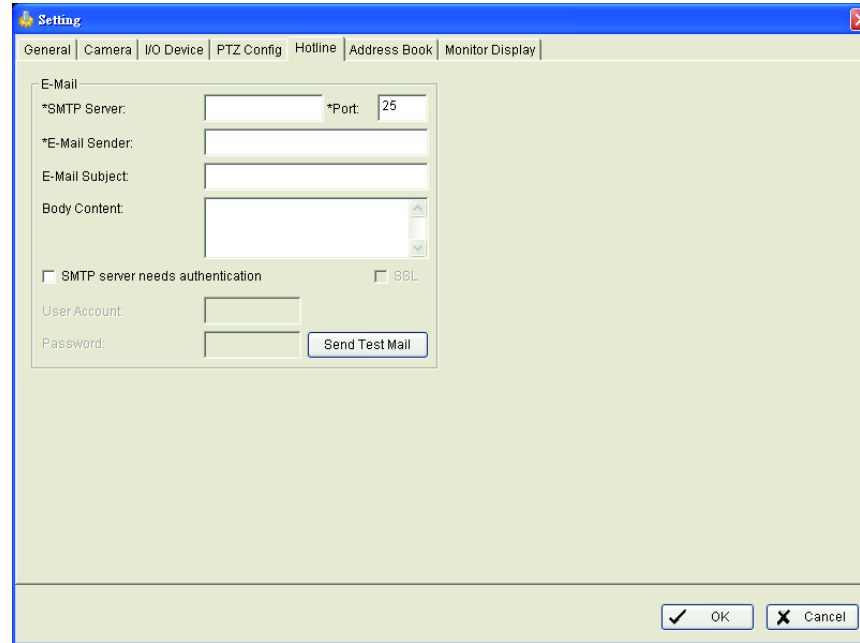 Setting
General Camera I/O Device PTZ Config Hotline Address Book Monitor Display
E-Mail
*SMTP Server: *Port: 25
*E-Mail Sender:
E-Mail Subject:
Body Content:
SMTP server needs authentication SSL
User Account:
Password: Send Test Mail
OK Cancel